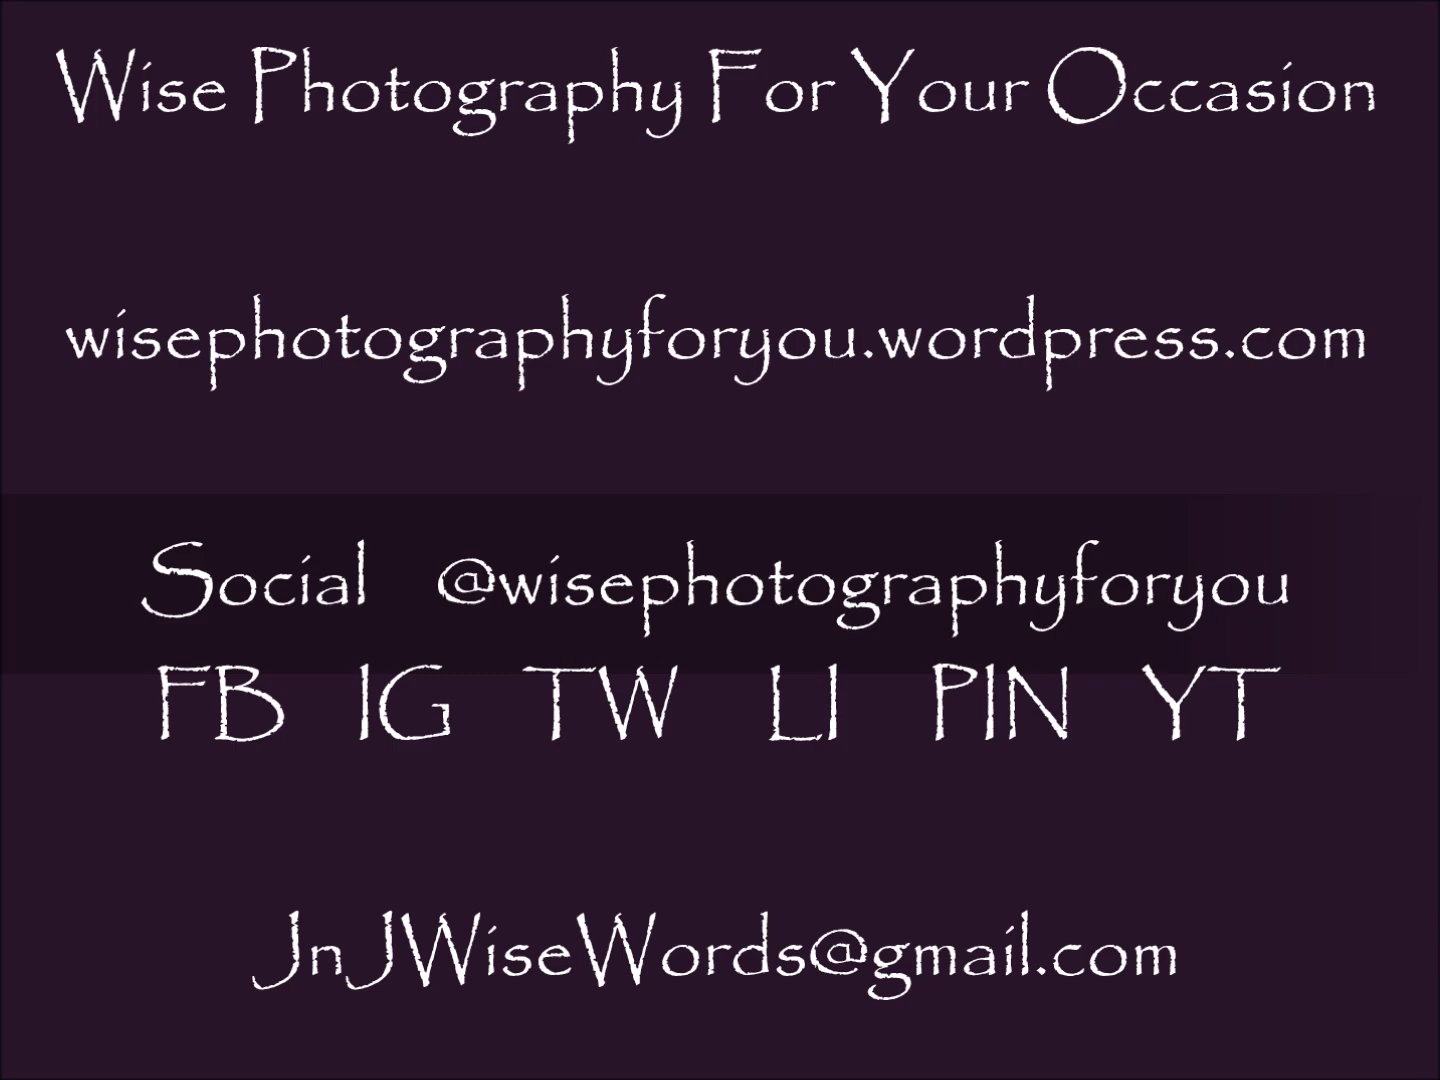 Wise Photography For Your Occasion
wisephotographyforyou.wordpress.com
Social @wisephotographyforyou
FB IG TW LI PIN YT
JnJWiseWords@gmail.com